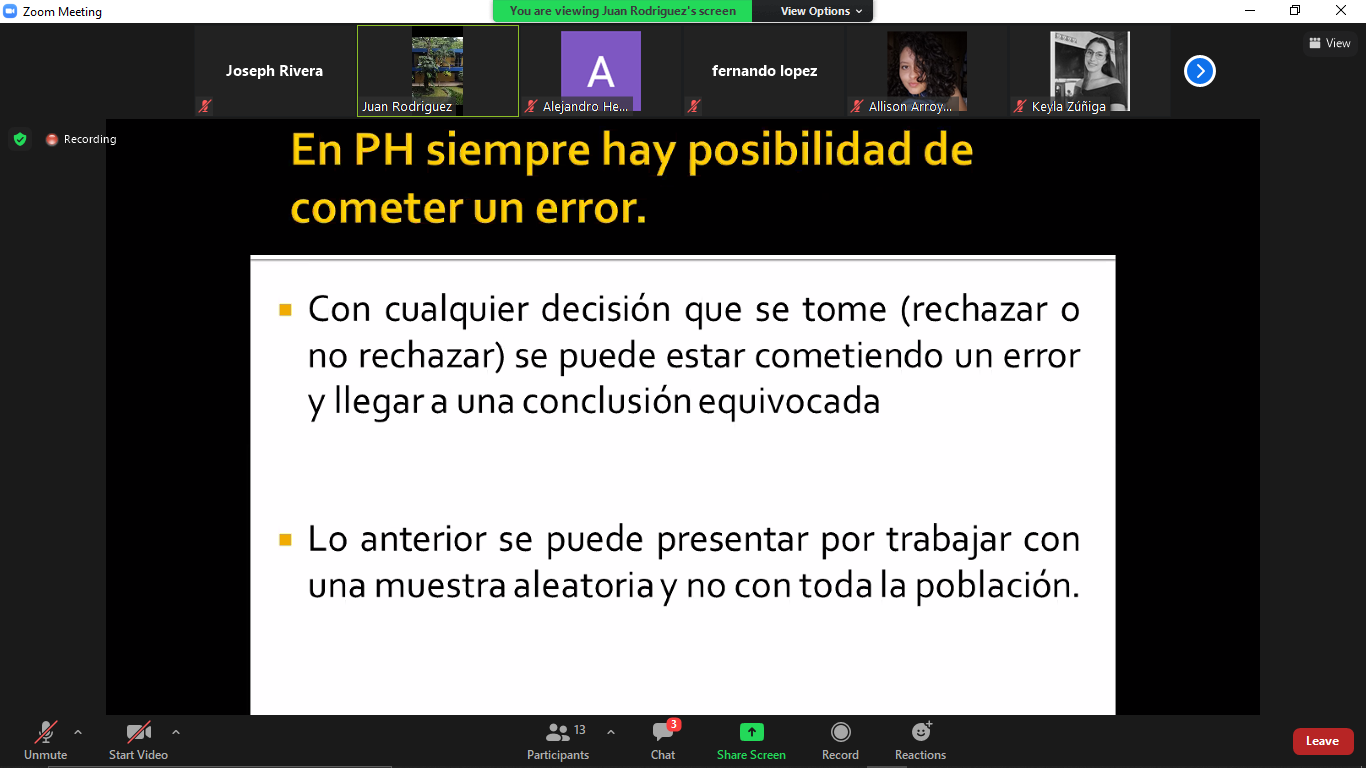 Zoom Meeting
You are viewing Juan Rodriguez's screen
View Options
View
Joseph Rivera
Juan Rodriguez
A
Alejandro He...
fernando lopez
Allison Arroy...
Keyla Zúñiga
Recording
En PH siempre hay posibilidad de
cometer un error.
Con cualquier decisión que se tome (rechazar o
no rechazar) se puede estar cometiendo un error
y llegar a una conclusión equivocada
Lo anterior se puede presentar por trabajar con
una muestra aleatoria y no con toda la población.
Unmute
Start Video
Participants
13
Chat
3
Share Screen
Record
Reactions
Leave